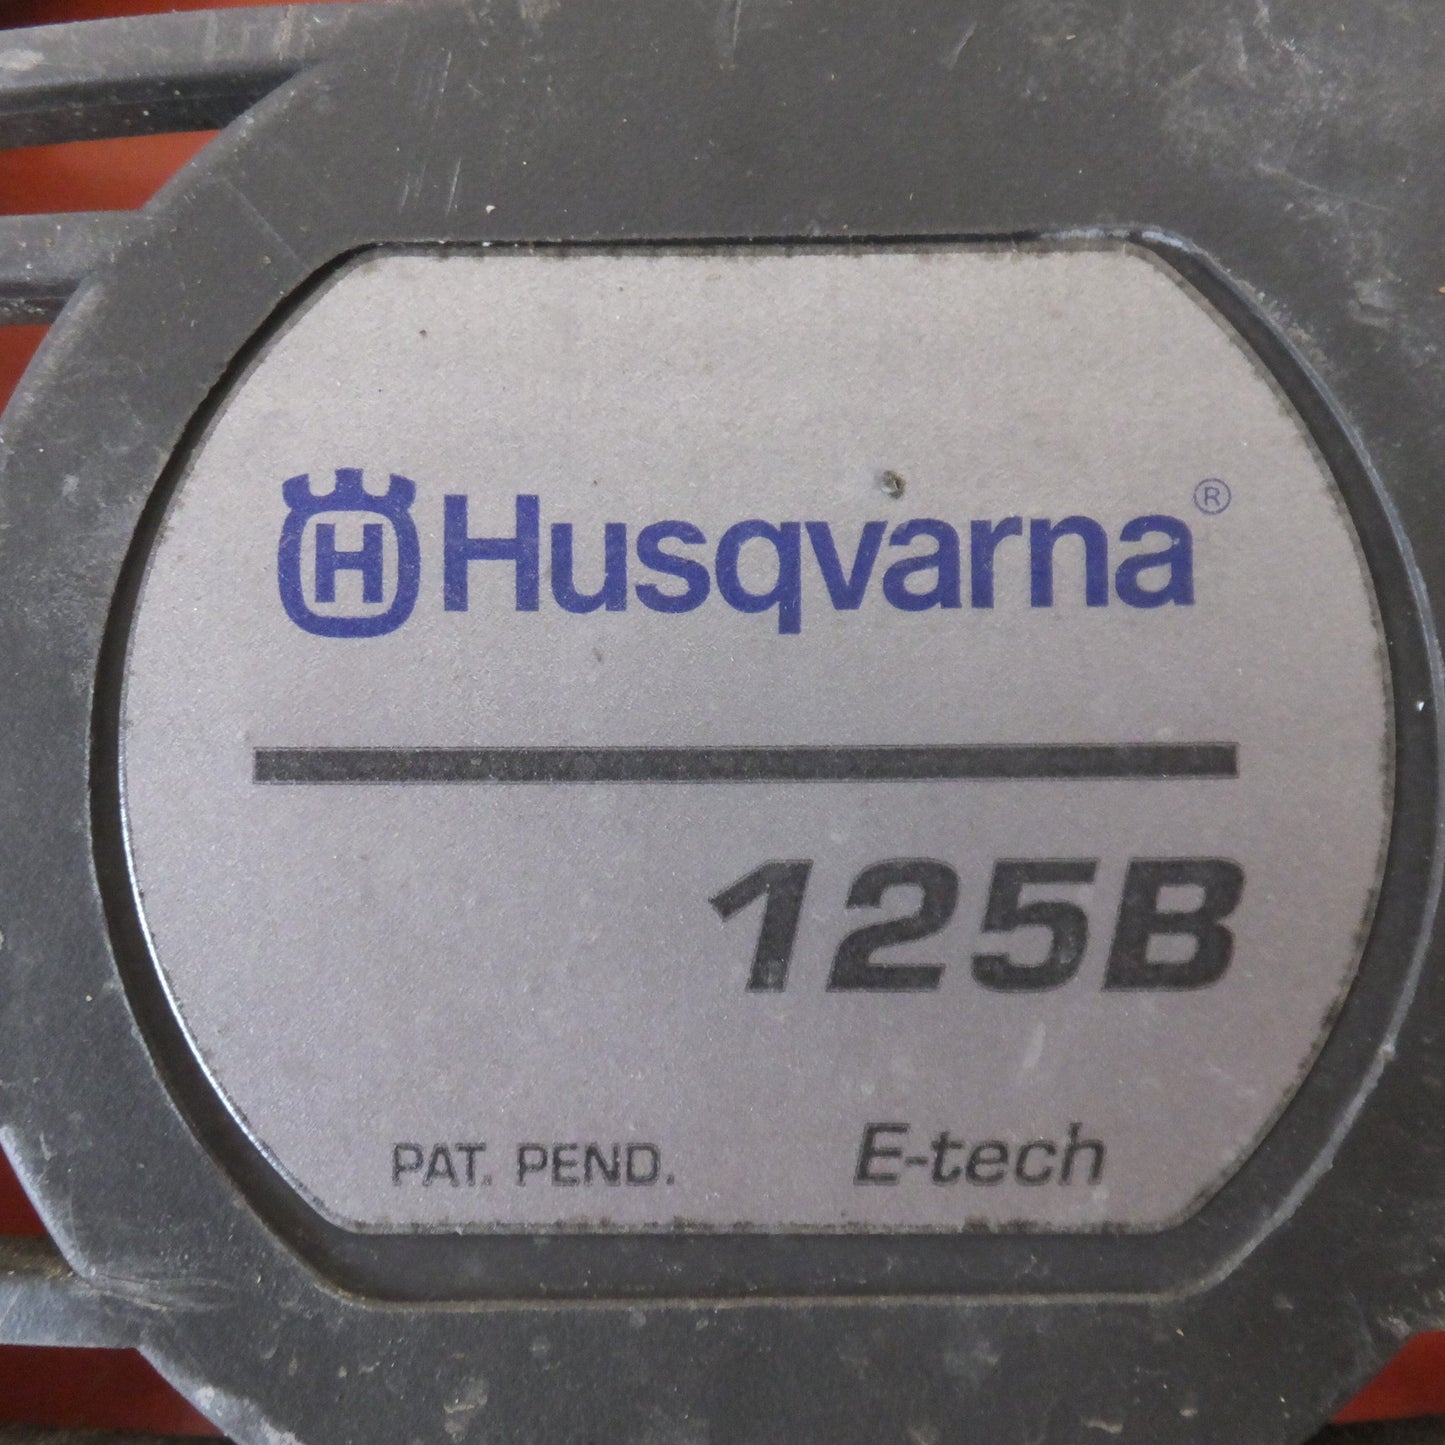 H Husqvarna®
125B
PAT. PEND. E-tech